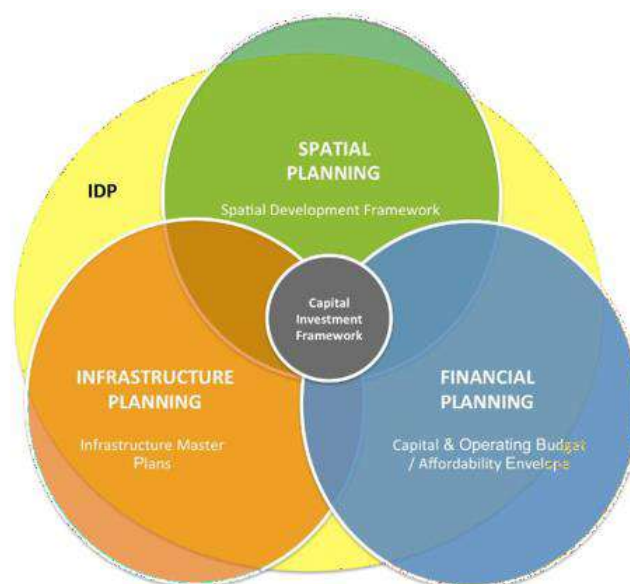 SPATIAL
PLANNING
IDP
Spatial Development Framework
Capital
Investment
Framework
INFRASTRUCTURE
PLANNING
Infrastructure Master
Plans
FINANCIAL
PLANNING
Capital & Operating Budget
/ Affordability Envelope